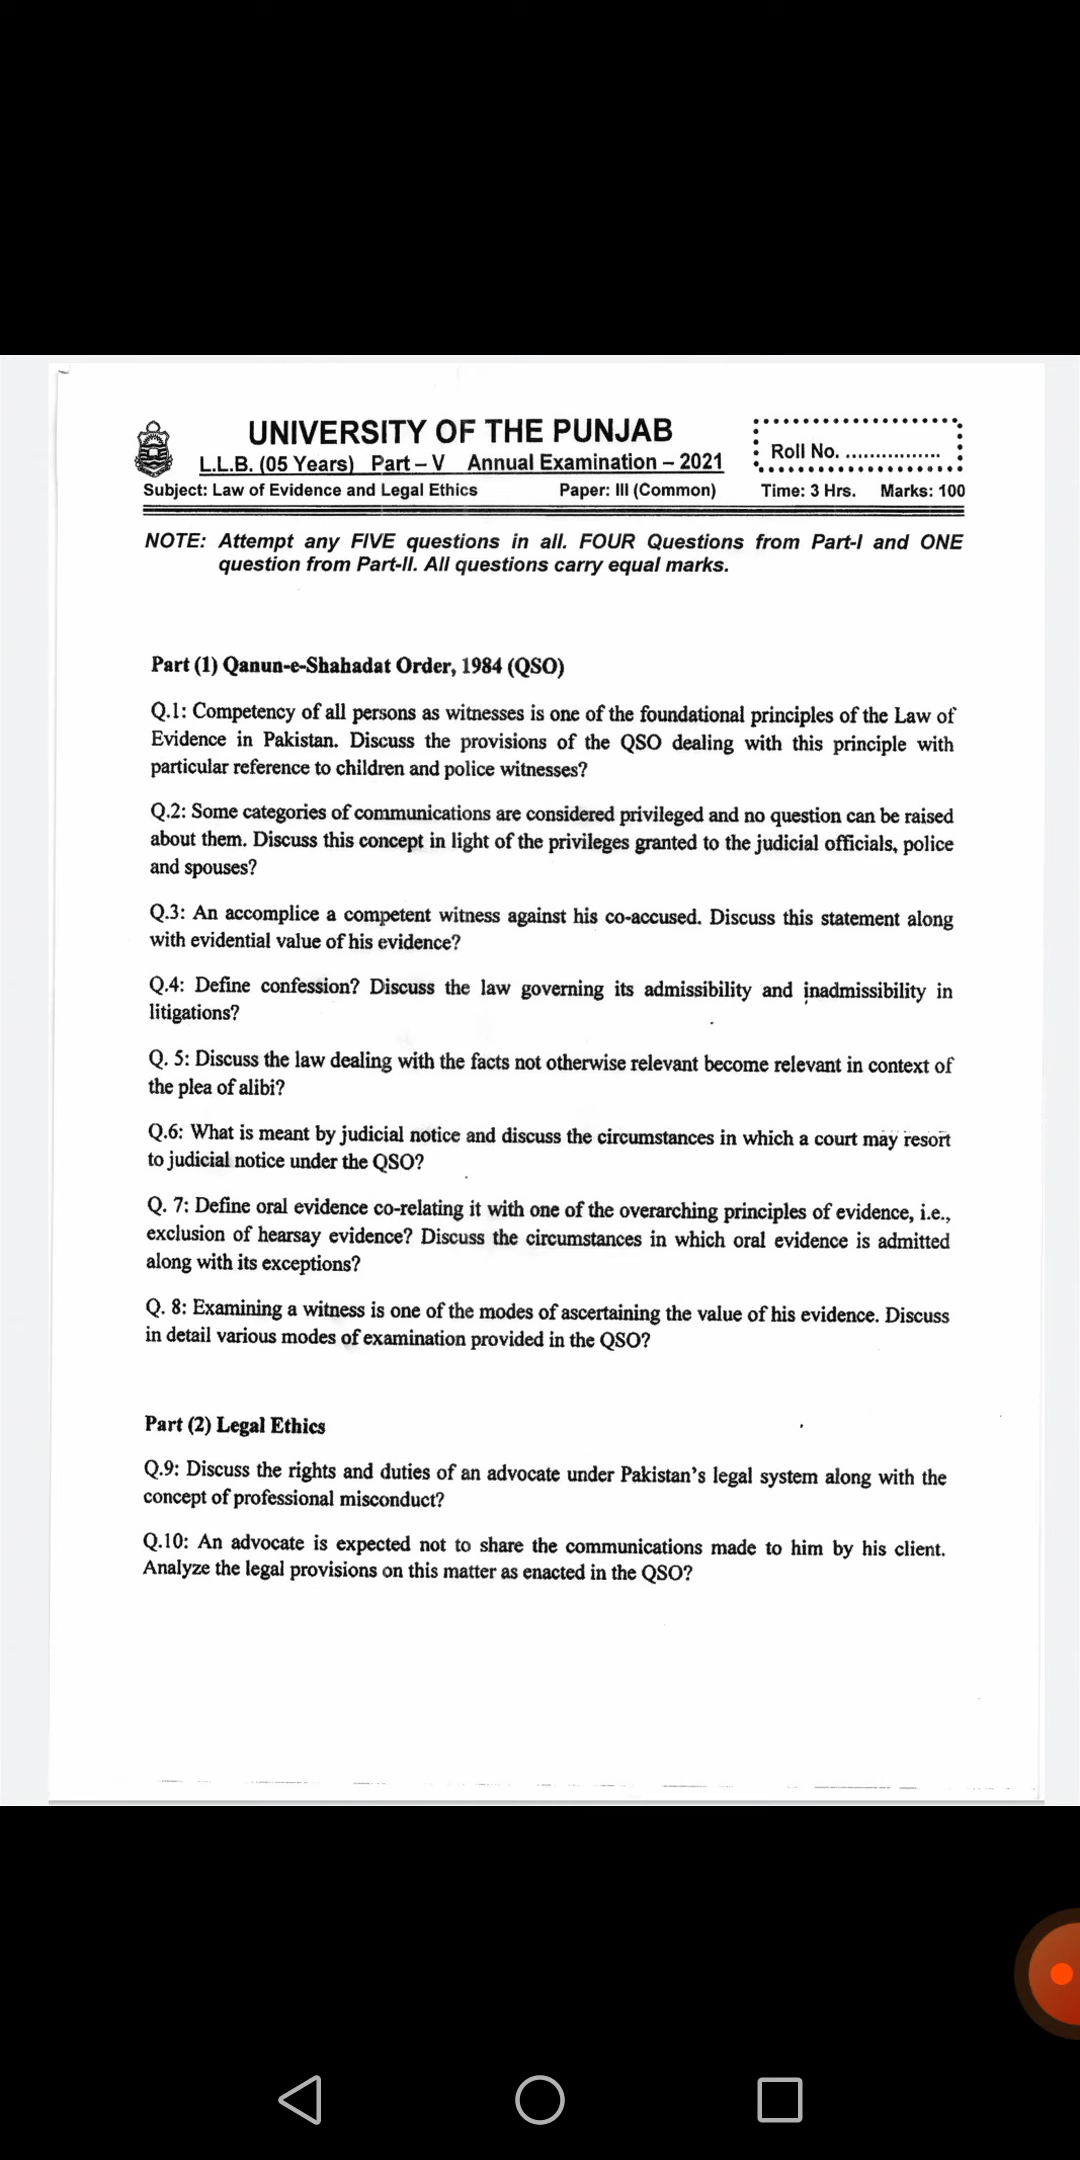 UNIVERSITY OF THE PUNJAB
L.L.B. (05 Years) Part – V Annual Examination – 2021
Roll No. ................
Subject: Law of Evidence and Legal Ethics Paper: III (Common) Time: 3 Hrs. Marks: 100
NOTE: Attempt any FIVE questions in all. FOUR Questions from Part-I and ONE
question from Part-II. All questions carry equal marks.
Part (1) Qanun-e-Shahadat Order, 1984 (QSO)
Q.1: Competency of all persons as witnesses is one of the foundational principles of the Law of
Evidence in Pakistan. Discuss the provisions of the QSO dealing with this principle with
particular reference to children and police witnesses?
Q.2: Some categories of communications are considered privileged and no question can be raised
about them. Discuss this concept in light of the privileges granted to the judicial officials, police
and spouses?
Q.3: An accomplice a competent witness against his co-accused. Discuss this statement along
with evidential value of his evidence?
Q.4: Define confession? Discuss the law governing its admissibility and inadmissibility in
litigations?
Q. 5: Discuss the law dealing with the facts not otherwise relevant become relevant in context of
the plea of alibi?
Q.6: What is meant by judicial notice and discuss the circumstances in which a court may resort
to judicial notice under the QSO?
Q. 7: Define oral evidence co-relating it with one of the overarching principles of evidence, i.e.,
exclusion of hearsay evidence? Discuss the circumstances in which oral evidence is admitted
along with its exceptions?
Q. 8: Examining a witness is one of the modes of ascertaining the value of his evidence. Discuss
in detail various modes of examination provided in the QSO?
Part (2) Legal Ethics
Q.9: Discuss the rights and duties of an advocate under Pakistan's legal system along with the
concept of professional misconduct?
Q.10: An advocate is expected not to share the communications made to him by his client.
Analyze the legal provisions on this matter as enacted in the QSO?